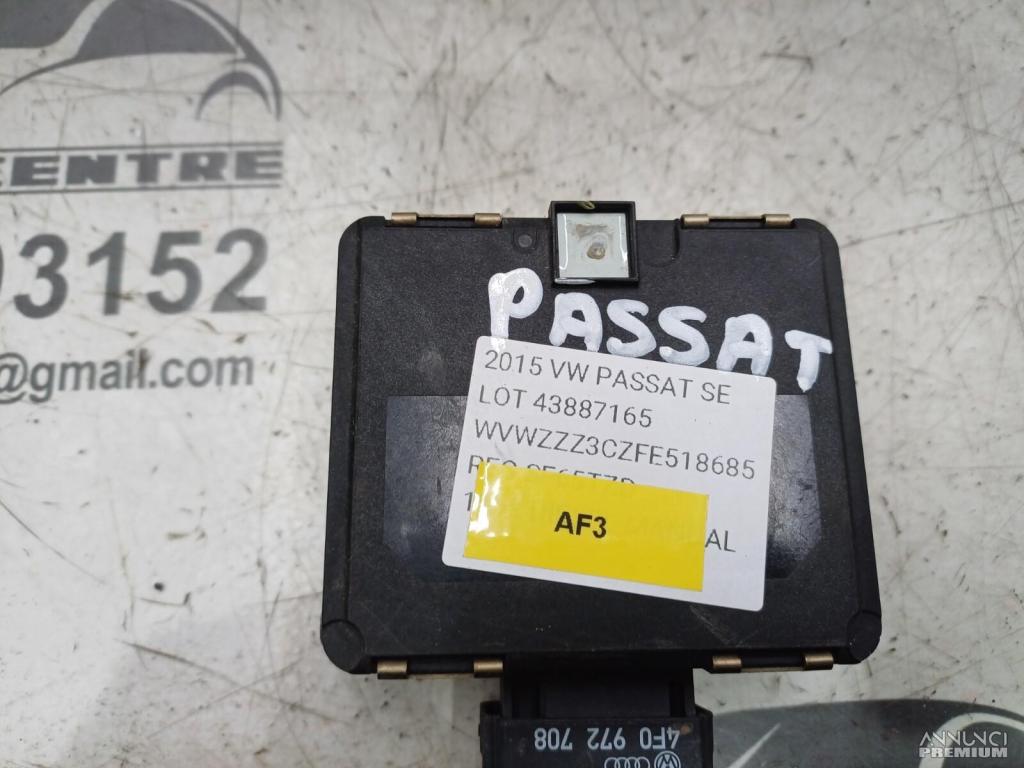 CENTRE
3152
@gmail.com
PASSAT
2015 VW PASSAT SE
LOT 43887165
WVWZZZ3CZFE518685
AL
AF3
4F0 972 708
ANNUNCI
PREMIUM